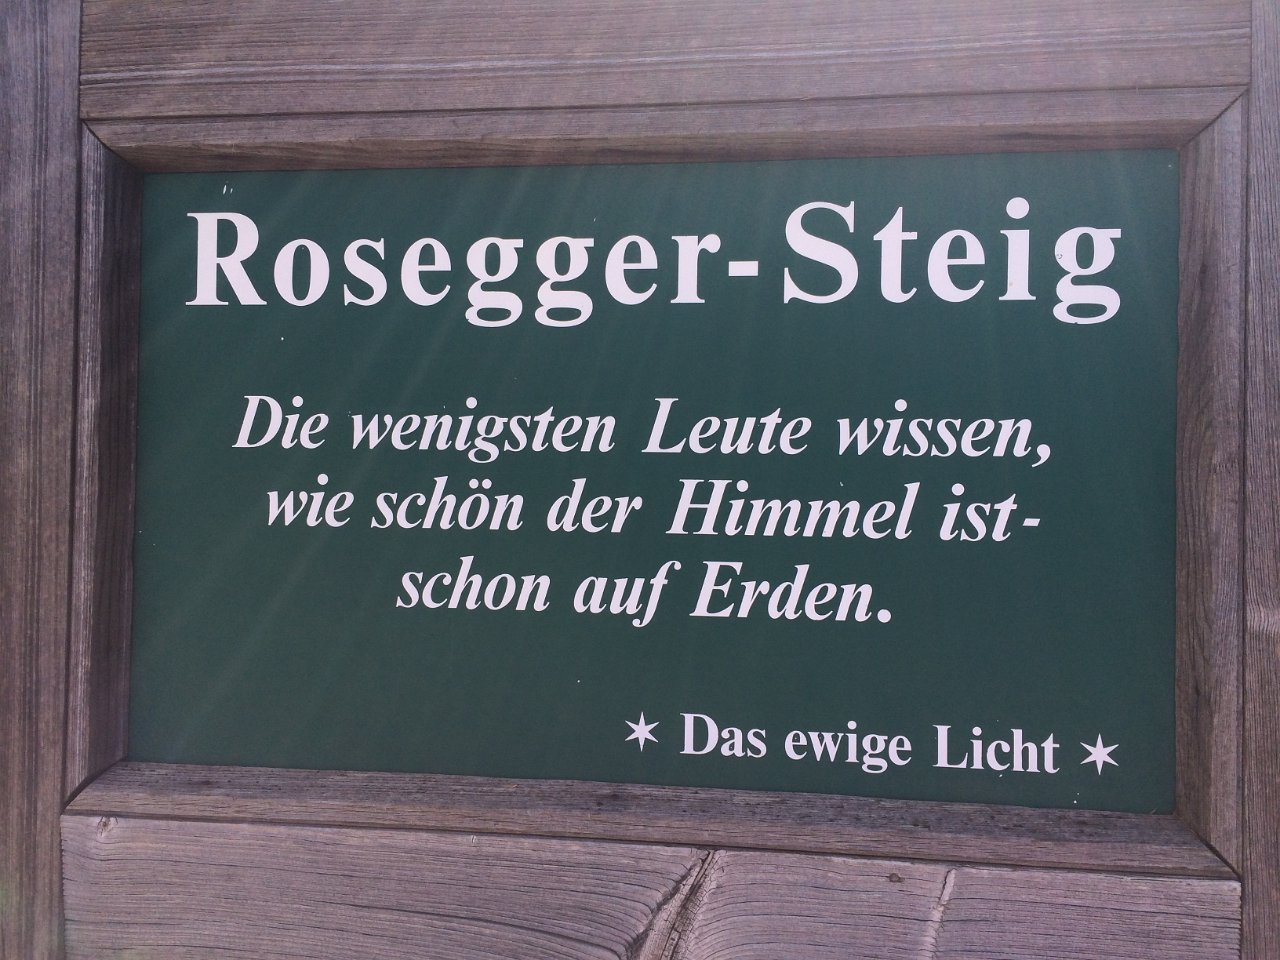 Rosegger-Steig
Die wenigsten Leute wissen,
wie schön der Himmel ist-
schon auf Erden.
✶ Das ewige Licht ✶